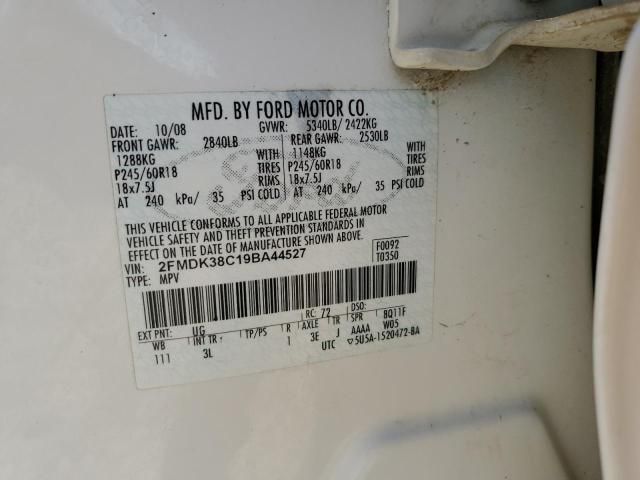 MFD. BY FORD MOTOR CO.
DATE: 10/08 GVWR: 5340LB/ 2422KG
FRONT GAWR: 2840LB REAR GAWR: 2530LB
1288KG WITH 1148KG WITH
P245/60R18 TIRES P245/60R18 TIRES
18x7.5J RIMS 18x7.5J RIMS
AT 240 kPa/ 35 PSI COLD AT 240 kPa/ 35 PSI COLD
THIS VEHICLE CONFORMS TO ALL APPLICABLE FEDERAL MOTOR
VEHICLE SAFETY AND THEFT PREVENTION STANDARDS IN
EFFECT ON THE DATE OF MANUFACTURE SHOWN ABOVE.
VIN: 2FMDK38C19BA44527 F0092
TYPE: MPV T0350
EXT PNT: UG RC: 72 DSO:
WB INT TR TP/PS R AXLE TR SPR 8Q11F
111 3L 1 3E J AAAA W05
UTC ▽5U5A-1520472-BA